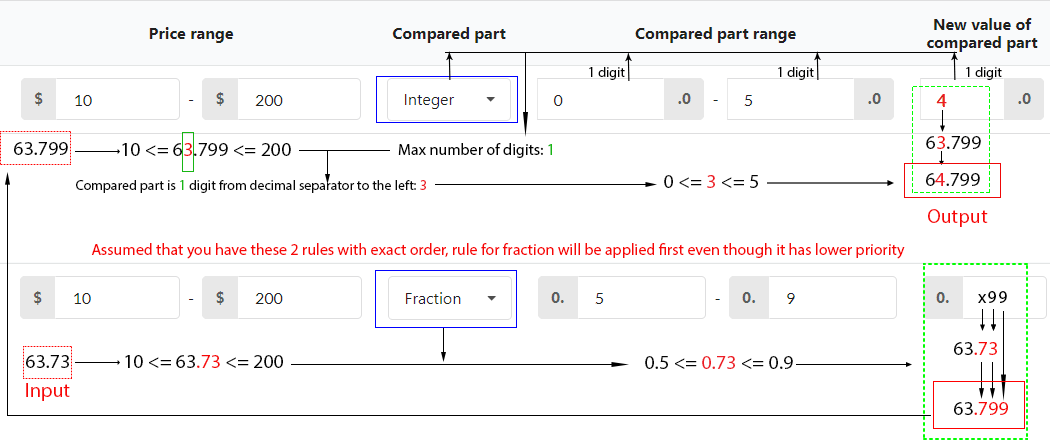 Price range Compared part Compared part range New value of compared part
1 digit 1 digit 1 digit
$ 10 - $ 200 Integer 0 .0 - 5 .0 4 .0
63.799 10 <= 63.799 <= 200 Max number of digits: 1 63.799
Compared part is 1 digit from decimal separator to the left: 3 0 <= 3 <= 5 64.799
Output
Assumed that you have these 2 rules with exact order, rule for fraction will be applied first even though it has lower priority
$ 10 - $ 200 Fraction 0. 5 - 0. 9 0. x99
63.73
63.73 10 <= 63.73 <= 200 0.5 <= 0.73 <= 0.9
Input
63.799